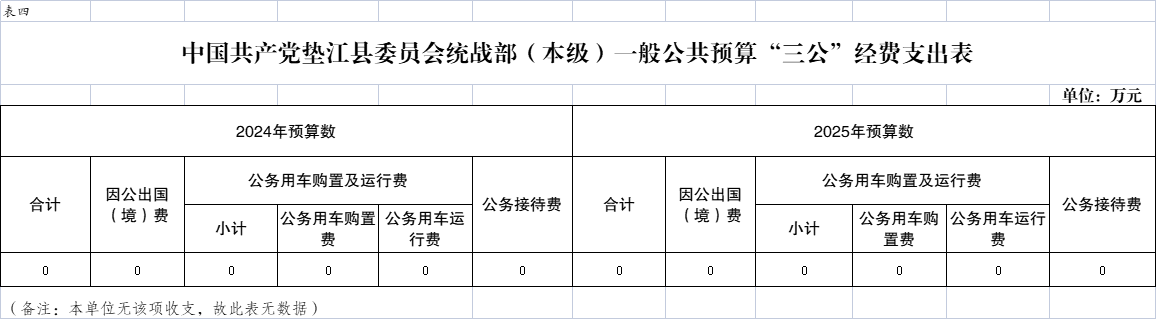 表四
中国共产党垫江县委员会统战部（本级）一般公共预算“三公”经费支出表
单位：万元
2024年预算数 2025年预算数
合计 因公出国（境）费 公务用车购置及运行费 公务接待费 合计 因公出国（境）费 公务用车购置及运行费 公务接待费
小计 公务用车购置费 公务用车运行费 小计 公务用车购置费 公务用车运行费
0 0 0 0 0 0 0 0 0 0 0 0
（备注：本单位无该项收支，故此表无数据）